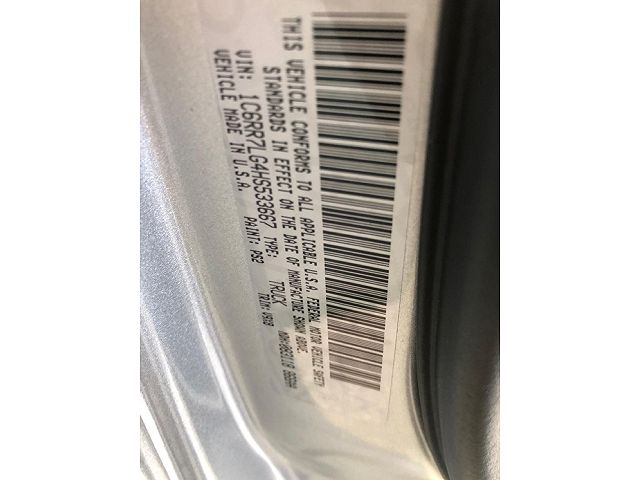 THIS VEHICLE CONFORMS TO ALL APPLICABLE U.S.A. FEDERAL MOTOR VEHICLE SAFETY
STANDARDS IN EFFECT ON THE DATE OF MANUFACTURE SHOWN ABOVE.
VIN: 1C6RR7LG4HS533667 TYPE: TRUCK
VEHICLE MADE IN U.S.A. PAINT: PS2 TRIM: